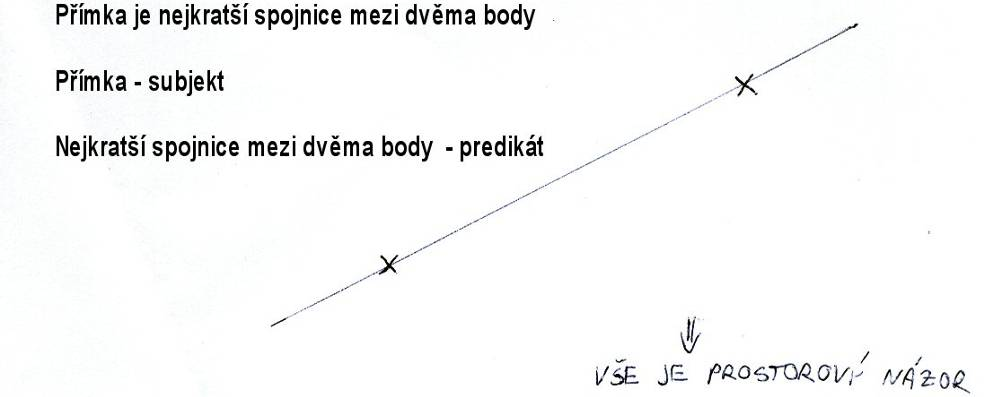 Přímka je nejkratší spojnice mezi dvěma body
Přímka - subjekt
Nejkratší spojnice mezi dvěma body - predikát
VŠE JE PROSTOROVÝ NÁZOR